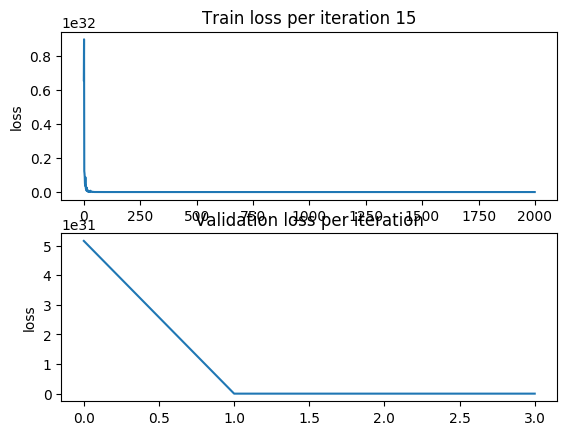 Train loss per iteration 15
1e32
0.8
0.6
0.4
0.2
0.0
loss
0 250 500 750 1000 1250 1500 1750 2000
Validation loss per iteration
1e31
5
4
3
2
1
0
loss
0.0 0.5 1.0 1.5 2.0 2.5 3.0